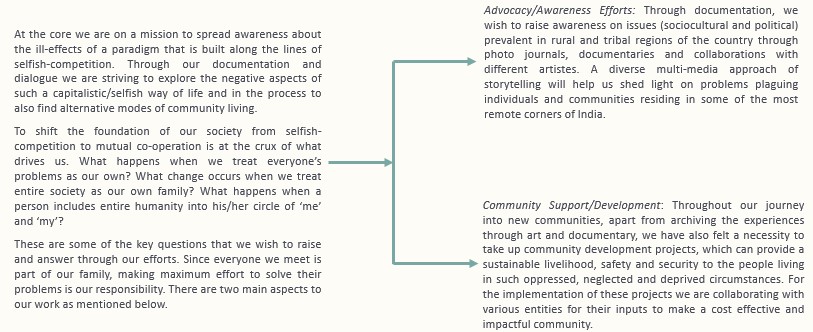 At the core we are on a mission to spread awareness about
the ill-effects of a paradigm that is built along the lines of
selfish-competition. Through our documentation and
dialogue we are striving to explore the negative aspects of
such a capitalistic/selfish way of life and in the process to
also find alternative modes of community living.
To shift the foundation of our society from selfish-
competition to mutual co-operation is at the crux of what
drives us. What happens when we treat everyone's
problems as our own? What change occurs when we treat
entire society as our own family? What happens when a
person includes entire humanity into his/her circle of ‘me’
and ‘my’?
These are some of the key questions that we wish to raise
and answer through our efforts. Since everyone we meet is
part of our family, making maximum effort to solve their
problems is our responsibility. There are two main aspects to
our work as mentioned below.
Advocacy/Awareness Efforts: Through documentation, we
wish to raise awareness on issues (sociocultural and political)
prevalent in rural and tribal regions of the country through
photo journals, documentaries and collaborations with
different artistes. A diverse multi-media approach of
storytelling will help us shed light on problems plaguing
individuals and communities residing in some of the most
remote corners of India.
Community Support/Development: Throughout our journey
into new communities, apart from archiving the experiences
through art and documentary, we have also felt a necessity to
take up community development projects, which can provide a
sustainable livelihood, safety and security to the people living
in such oppressed, neglected and deprived circumstances. For
the implementation of these projects we are collaborating with
various entities for their inputs to make a cost effective and
impactful community.